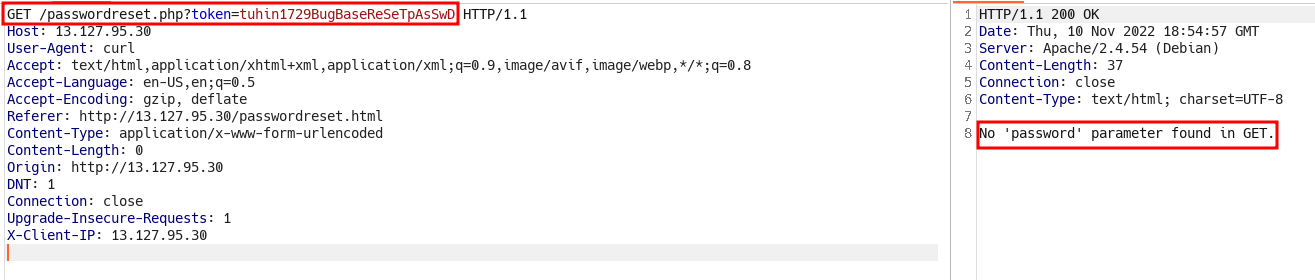 GET /passwordreset.php?token=tuhin1729BugBaseReSeTpAsSwD HTTP/1.1
Host: 13.127.95.30
User-Agent: curl
Accept: text/html,application/xhtml+xml,application/xml;q=0.9,image/avif,image/webp,*/*;q=0.8
Accept-Language: en-US,en;q=0.5
Accept-Encoding: gzip, deflate
Referer: http://13.127.95.30/passwordreset.html
Content-Type: application/x-www-form-urlencoded
Content-Length: 0
Origin: http://13.127.95.30
DNT: 1
Connection: close
Upgrade-Insecure-Requests: 1
X-Client-IP: 13.127.95.30
1 HTTP/1.1 200 OK
2 Date: Thu, 10 Nov 2022 18:54:57 GMT
3 Server: Apache/2.4.54 (Debian)
4 Content-Length: 37
5 Connection: close
6 Content-Type: text/html; charset=UTF-8
7
8 No 'password' parameter found in GET.